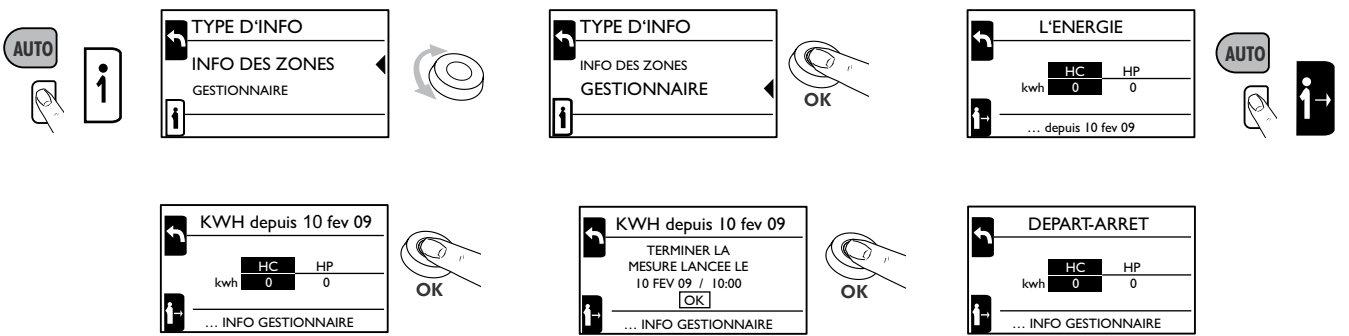 AUTO
TYPE D‘INFO
INFO DES ZONES
GESTIONNAIRE
TYPE D‘INFO
INFO DES ZONES
GESTIONNAIRE
OK
L‘ENERGIE
HC HP
kwh 0 0
… depuis 10 fev 09
AUTO
KWH depuis 10 fev 09
HC HP
kwh 0 0
… INFO GESTIONNAIRE
OK
KWH depuis 10 fev 09
TERMINER LA
MESURE LANCEE LE
10 FEV 09 / 10:00
OK
… INFO GESTIONNAIRE
OK
DEPART-ARRET
HC HP
kwh 0 0
… INFO GESTIONNAIRE